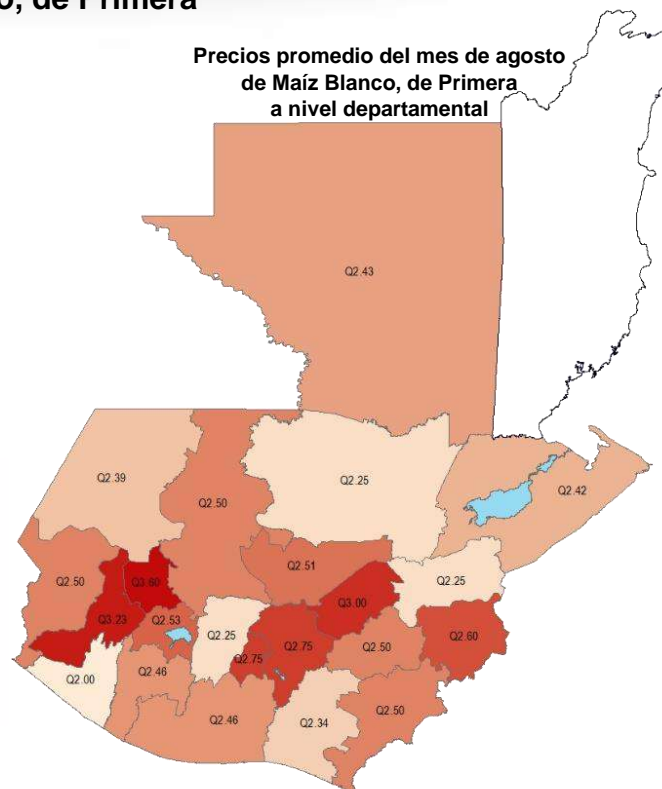 o, de Primera
Precios promedio del mes de agosto
de Maíz Blanco, de Primera
a nivel departamental
Q2.43
Q2.39
Q2.50
Q2.25
Q2.42
Q2.50
Q3.60
Q2.51
Q2.25
Q3.23
Q2.53
Q3.00
Q2.25
Q2.75
Q2.75
Q2.50
Q2.60
Q2.00
Q2.46
Q2.46
Q2.34
Q2.50